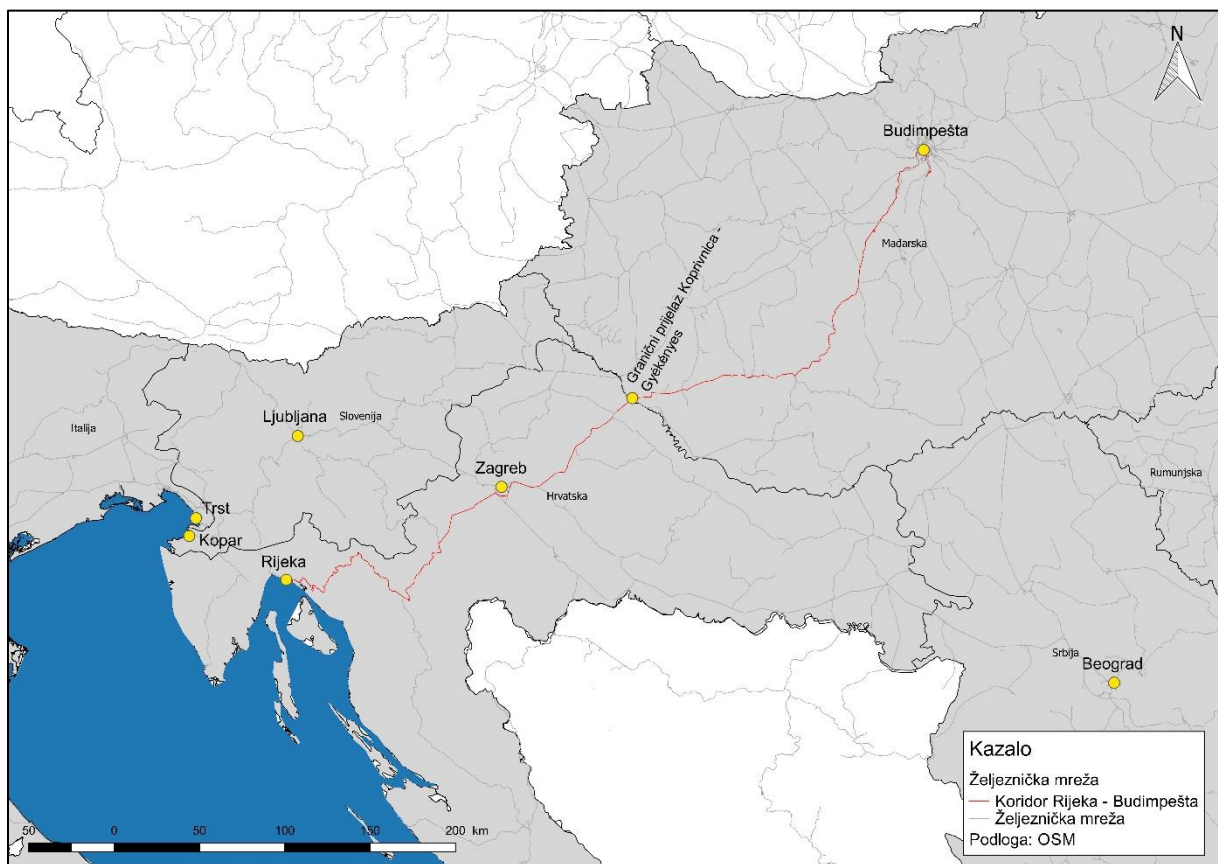 N
Budimpešta
Mađarska
Granični prijelaz Koprivnica -
Gyékényes
Ljubljana
Slovenija
Italija
Zagreb
Hrvatska
Rumunjska
Trst
Kopar
Rijeka
Srbija
Beograd
Kazalo
Željeznička mreža
Koridor Rijeka - Budimpešta
Željeznička mreža
Podloga: OSM
50 0 50 100 150 200 km